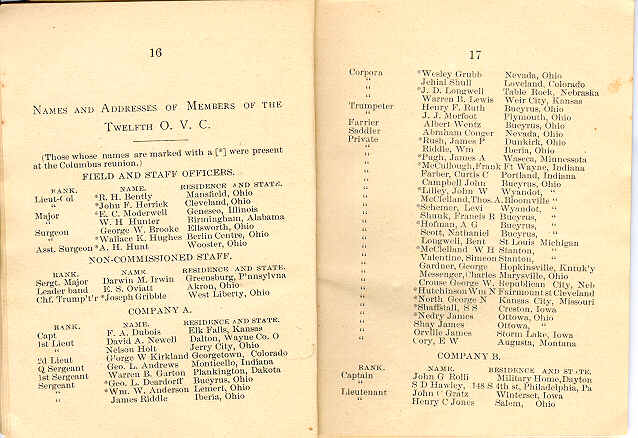 16
NAMES AND ADDRESSES OF MEMBERS OF THE
TWELFTH O. V. C.
(Those whose names are marked with a [*] were present
at the Columbus reunion.)
FIELD AND STAFF OFFICERS.
RANK. NAME. RESIDENCE AND STATE.
Lieut-Col *R. H. Bently Mansfield, Ohio
" *John F. Herrick Cleveland, Ohio
Major *E. C. Moderwell Geneseo, Illinois
" W. H Hunter Birmingham, Alabama
Surgeon George W. Brooke Ellsworth, Ohio
" *Wallace K. Hughes Berlin Centre, Ohio
Asst. Surgeon *A. H. Hunt Wooster, Ohio
NON-COMMISSIONED STAFF.
RANK. NAME RESIDENCE AND STATE.
Sergt. Major Darwin M. Irwin Greensburg, P'nnsylvna
Leader band E. S. Oviatt Akron, Ohio
Chf. Trump't'r *Joseph Gribble West Liberty, Ohio
COMPANY A.
RANK. NAME. RESIDENCE AND STATE.
Capt F. A. Dubois Elk Falls, Kansas
1st Lieut David A. Newell Dalton, Wayne Co. O
" Nelson Holt Jerry City, Ohio
2d Lieut George W Kirkland Georgetown, Colorado
Q Sergeant Geo. L. Andrews Monticello, Indiana
1st Sergeant Warren B. Garton Plankington, Dakota
Sergeant *Geo. L. Deardorff Bucyrus, Ohio
" *Wm. W. Anderson Lemert, Ohio
" James Riddle Iberia, Ohio
17
Corpora *Wesley Grubb Nevada, Ohio
" Jehial Shull Loveland, Colorado
" *J. D. Longwell Table Rock, Nebraska
" Warren B. Lewis Weir City, Kansas
Trumpeter Henry F. Ruth Bucyrus, Ohio
" J. J. Morfoot Plymouth, Ohio
Farrier Albert Wentz Bucyrus, Ohio
Saddler Abraham Conger Nevada, Ohio
Private *Rush, James P Dunkirk, Ohio
" Riddle, Wm Iberia, Ohio
" *Pugh, James A Waseca, Minnesota
" *McCullough, Frank Ft Wayne, Indiana
" Farber, Curtis C Portland, Indiana
" Campbell John Bucyrus, Ohio
" *Lilley, John W Wyandot, "
" McClelland, Thos. A. Bloomville "
" *Schemer, Levi Wyandot, "
" Shunk, Francis R Bucyrus, "
" *Hofman, A G Bucyrus, "
" Scott, Nathaniel Bucyrus, "
" Longwell, Bent St Louis Michigan
" *McClelland W H Stanton, "
" Valentine, Simeon Stanton, "
" Gardner, George Hopkinsville, Kntuk'y
" Messenger, Charles Marysville, Ohio
" Crouse George W. Republican City, Neb
" *Hutchinson Wm N Fairmount st Cleveland
" *North George N Kansas City, Missouri
" *Shaffstall, S S Creston, Iowa
" *Nedry James Ottowa, Ohio
" Shay James Ottowa, "
" Orville James Storm Lake, Iowa
" Cory, E W Augusta, Montana
COMPANY B.
RANK. NAME. RESIDENCE AND STATE.
Captain John G Rolli Military Home, Dayton
" S D Hawley, 148 S 4th st, Philadelphia, Pa
Lieutenant John C Gratz Winterset, Iowa
" Henry C Jones Salem, Ohio